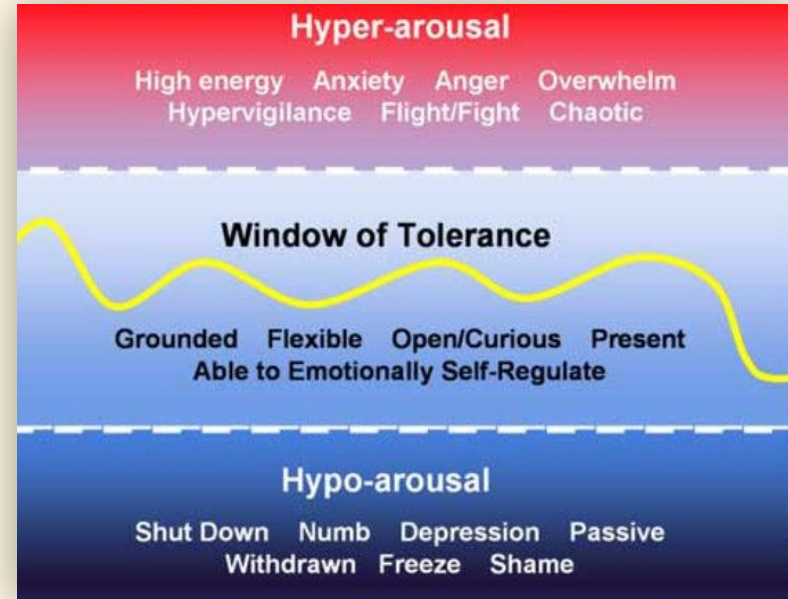 Hyper-arousal
High energy Anxiety Anger Overwhelm
Hypervigilance Flight/Fight Chaotic
Window of Tolerance
Grounded Flexible Open/Curious Present
Able to Emotionally Self-Regulate
Hypo-arousal
Shut Down Numb Depression Passive
Withdrawn Freeze Shame